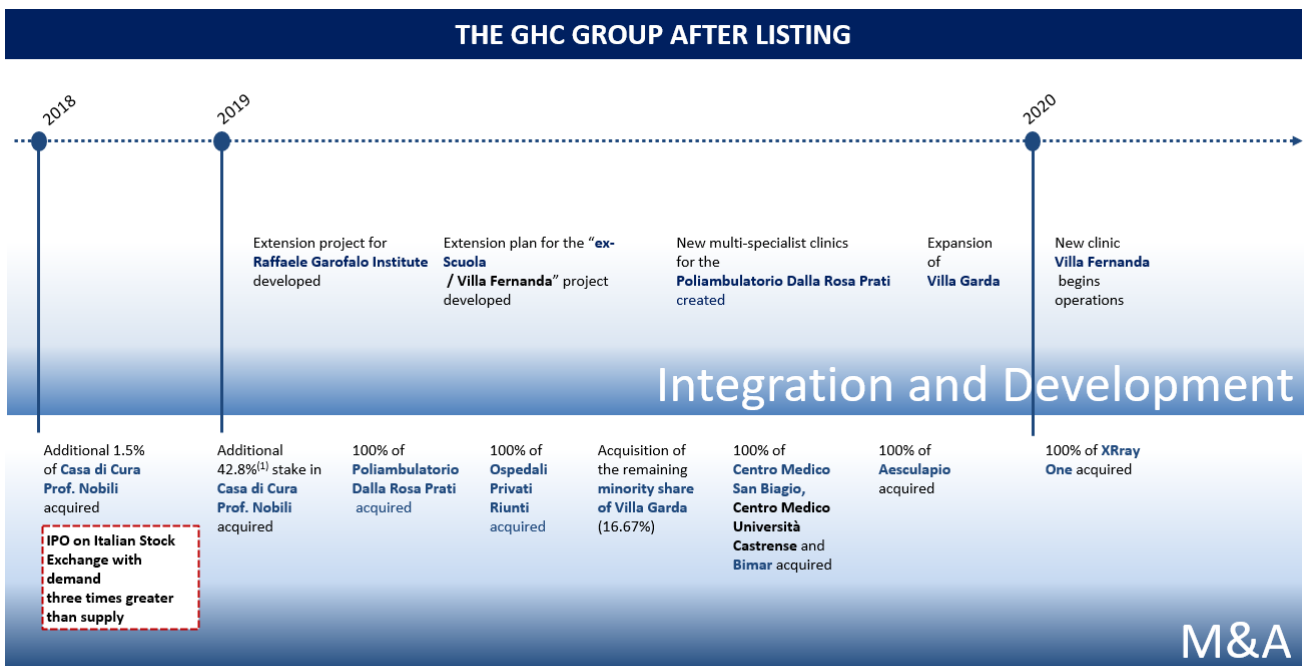 THE GHC GROUP AFTER LISTING
2018
2019
2020
Extension project for
Raffaele Garofalo Institute
developed
Extension plan for the “ex-
Scuola
/ Villa Fernanda” project
developed
New multi-specialist clinics
for the
Poliambulatorio Dalla Rosa Prati
created
Expansion
of
Villa Garda
New clinic
Villa Fernanda
begins
operations
Integration and Development
Additional 1.5%
of Casa di Cura
Prof. Nobili
acquired
IPO on Italian Stock
Exchange with
demand
three times greater
than supply
Additional
42.8%(1) stake in
Casa di Cura
Prof. Nobili
acquired
100% of
Poliambulatorio
Dalla Rosa Prati
acquired
100% of
Ospedali
Privati
Riunti
acquired
Acquisition of
the remaining
minority share
of Villa Garda
(16.67%)
100% of
Centro Medico
San Biagio,
Centro Medico
Università
Castrense and
Bimar acquired
100% of
Aesculapio
acquired
100% of XRray
One acquired
M&A